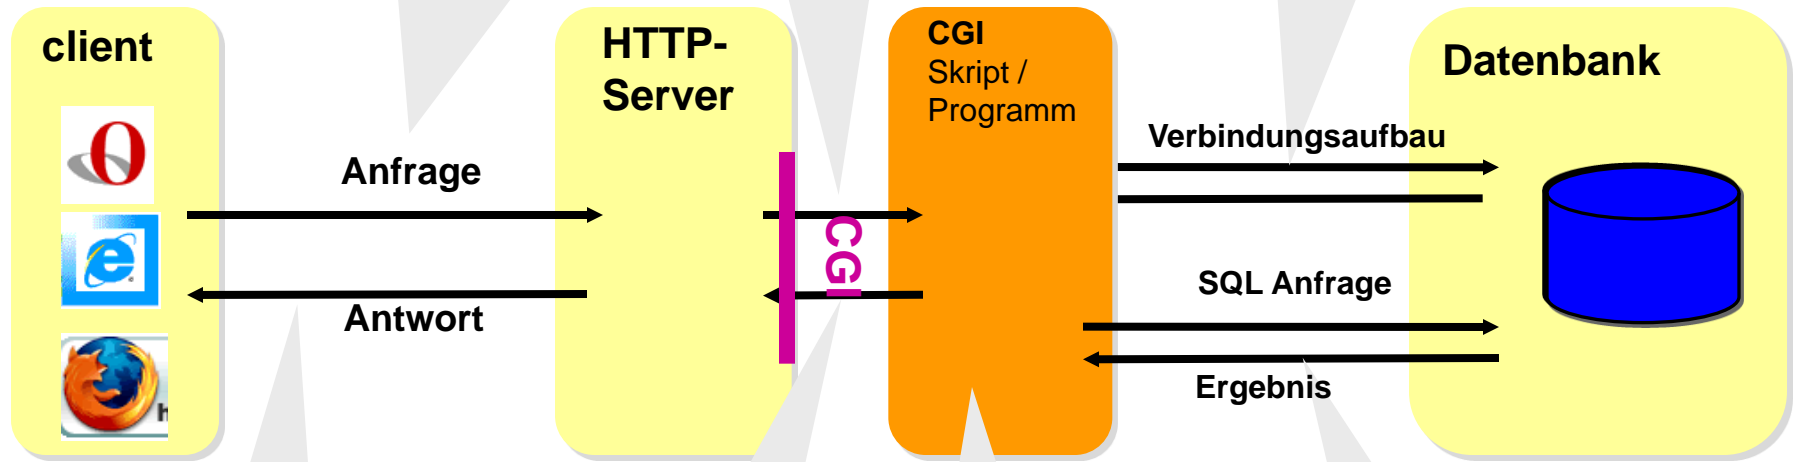 client
HTTP-
Server
CGI
Skript /
Programm
Datenbank
Verbindungsaufbau
Anfrage
CGI
SQL Anfrage
Antwort
Ergebnis
h